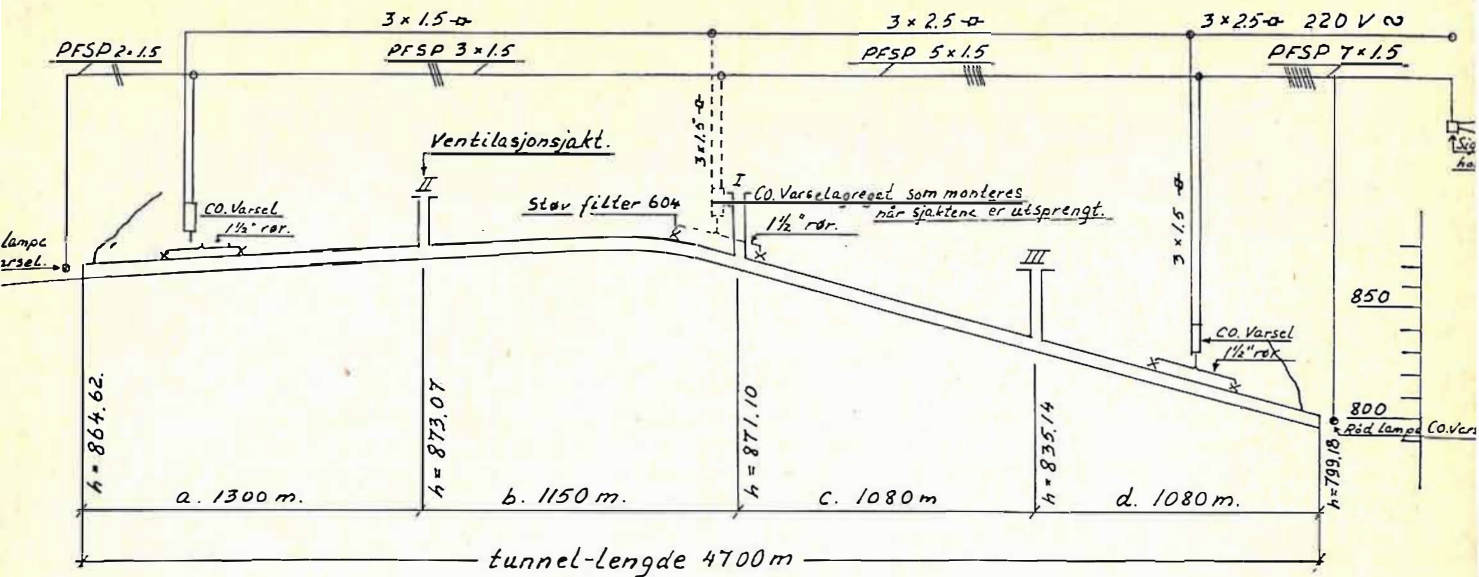 3 × 1.5
3 × 2.5
3 × 25 220 V ∾
PFSP 2×1.5
PFSP 3×1.5
PFSP 5×1.5
PFSP 7×1.5
3×1.5
Ventilasjonsjakt.
II
I
CO. Varsel
1½" rør.
Støv filter 604
CO. Varselagregat som monteres
når sjaktene er utsprengt.
1½" rør.
lampe
rsel.
III
3×1.5
Sig
ho
850
CO. Varsel
1½" rør
800
Rød lampe CO.Vars
h = 864.62.
h = 873.07
h = 871.10
h = 835.14
h = 799.18
a. 1300 m.
b. 1150 m.
c. 1080 m
d. 1080 m.
tunnel-lengde 4700 m